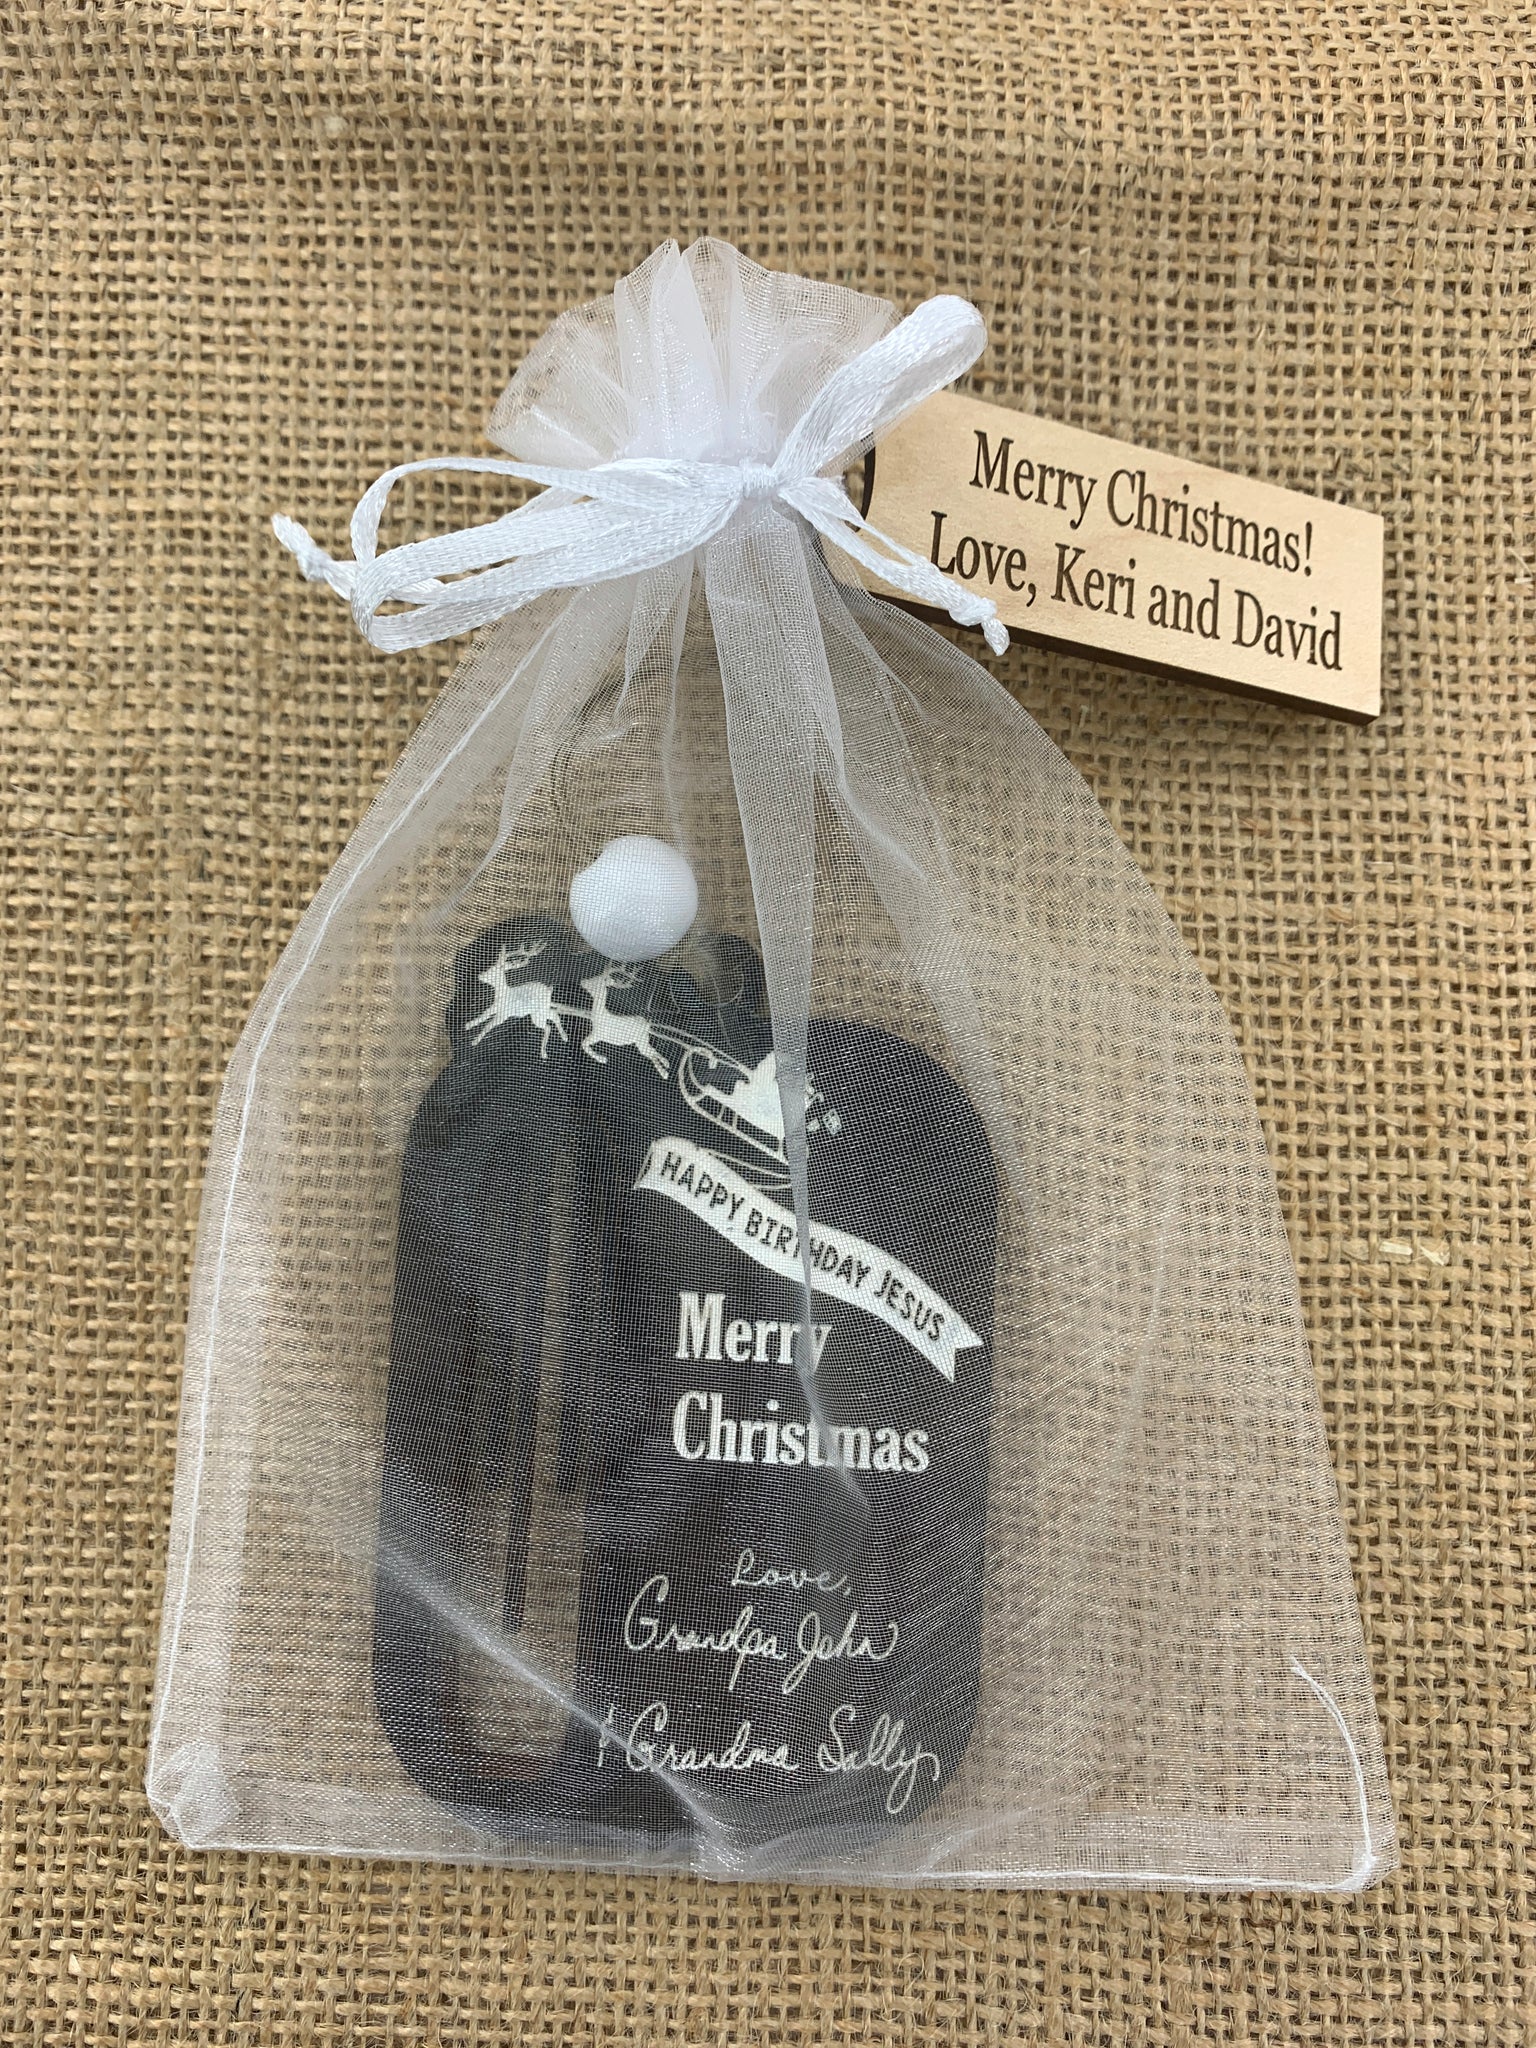 Merry Christmas!
Love, Keri and David
HAPPY BIRTHDAY JESUS
Merry
Christmas
Love,
Grandpa John
+ Grandma Sally